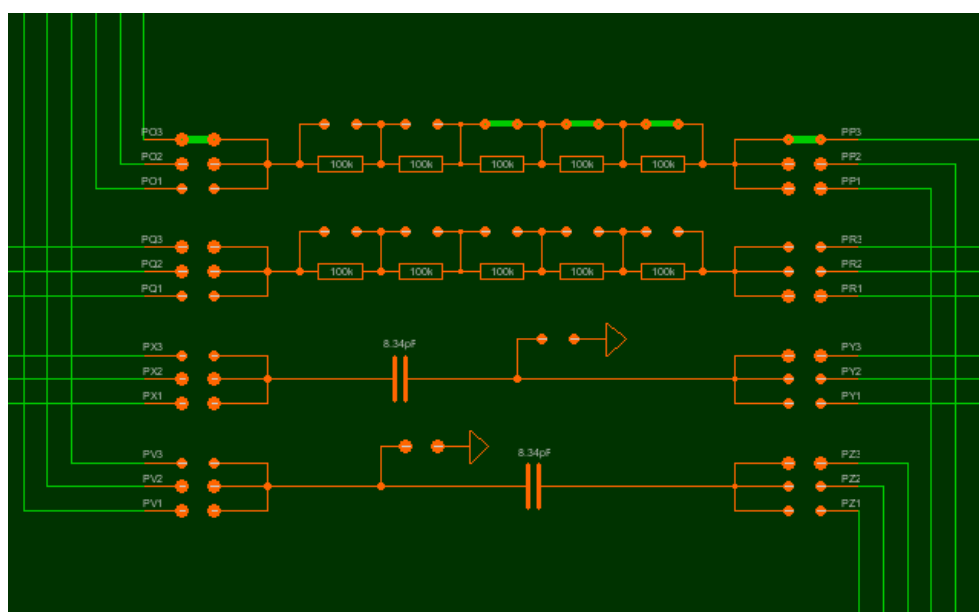 PO3 PP3
PO2 100k 100k 100k 100k 100k PP2
PO1 PP1
PQ3 PR3
PQ2 100k 100k 100k 100k 100k PR2
PQ1 PR1
8.34pF
PX3 PY3
PX2 PY2
PX1 PY1
8.34pF
PV3 PZ3
PV2 PZ2
PV1 PZ1